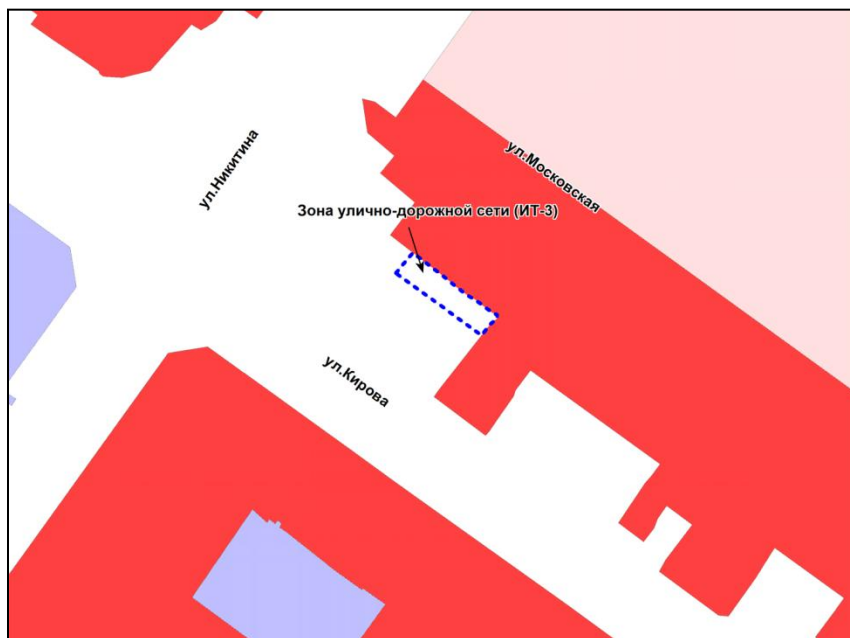 ул.Московская
ул.Никитина
Зона улично-дорожной сети (ИТ-3)
ул.Кирова